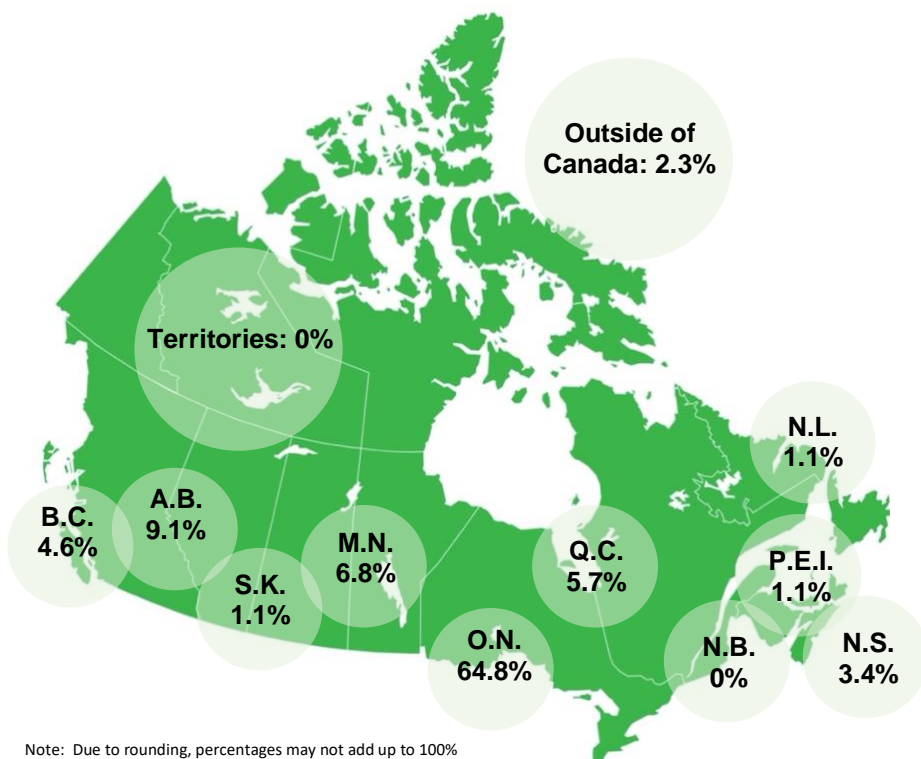 Outside of
Canada: 2.3%
Territories: 0%
N.L.
1.1%
B.C.
4.6%
A.B.
9.1%
S.K.
1.1%
M.N.
6.8%
O.N.
64.8%
Q.C.
5.7%
P.E.I.
1.1%
N.B.
0%
N.S.
3.4%
Note: Due to rounding, percentages may not add up to 100%